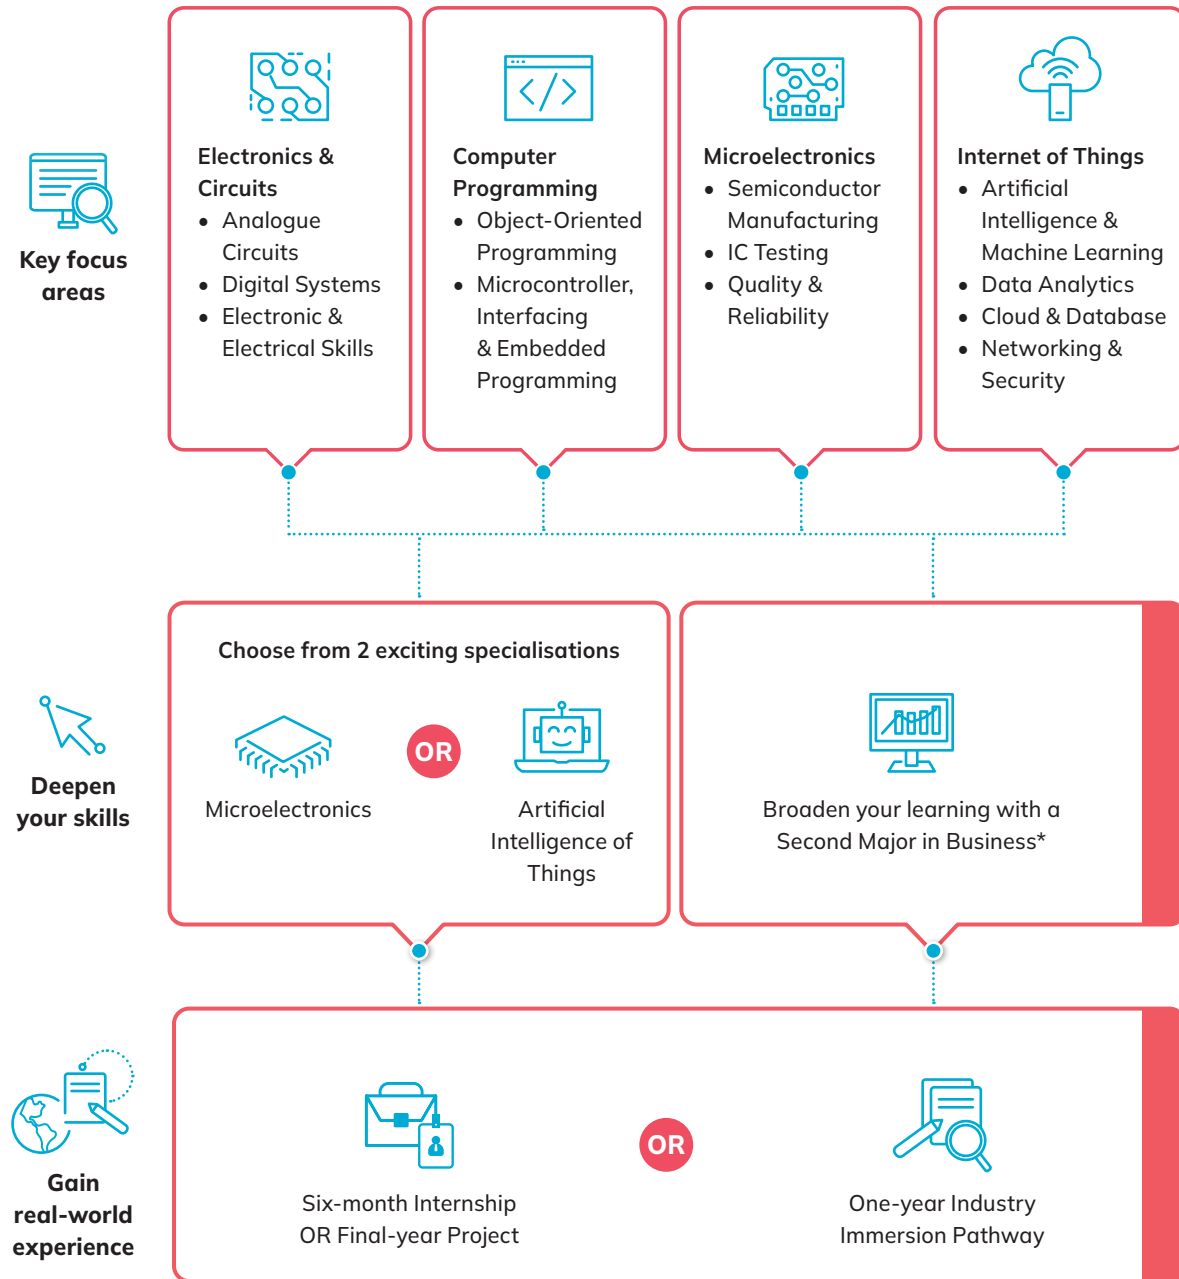 Key focus
areas
Electronics &
Circuits
• Analogue
Circuits
• Digital Systems
• Electronic &
Electrical Skills
</>
Computer
Programming
• Object-Oriented
Programming
• Microcontroller,
Interfacing
& Embedded
Programming
Microelectronics
• Semiconductor
Manufacturing
• IC Testing
• Quality &
Reliability
Internet of Things
• Artificial
Intelligence &
Machine Learning
• Data Analytics
• Cloud & Database
• Networking &
Security
Deepen
your skills
Choose from 2 exciting specialisations
Microelectronics
OR
Artificial
Intelligence of
Things
Broaden your learning with a
Second Major in Business*
Gain
real-world
experience
Six-month Internship
OR Final-year Project
OR
One-year Industry
Immersion Pathway